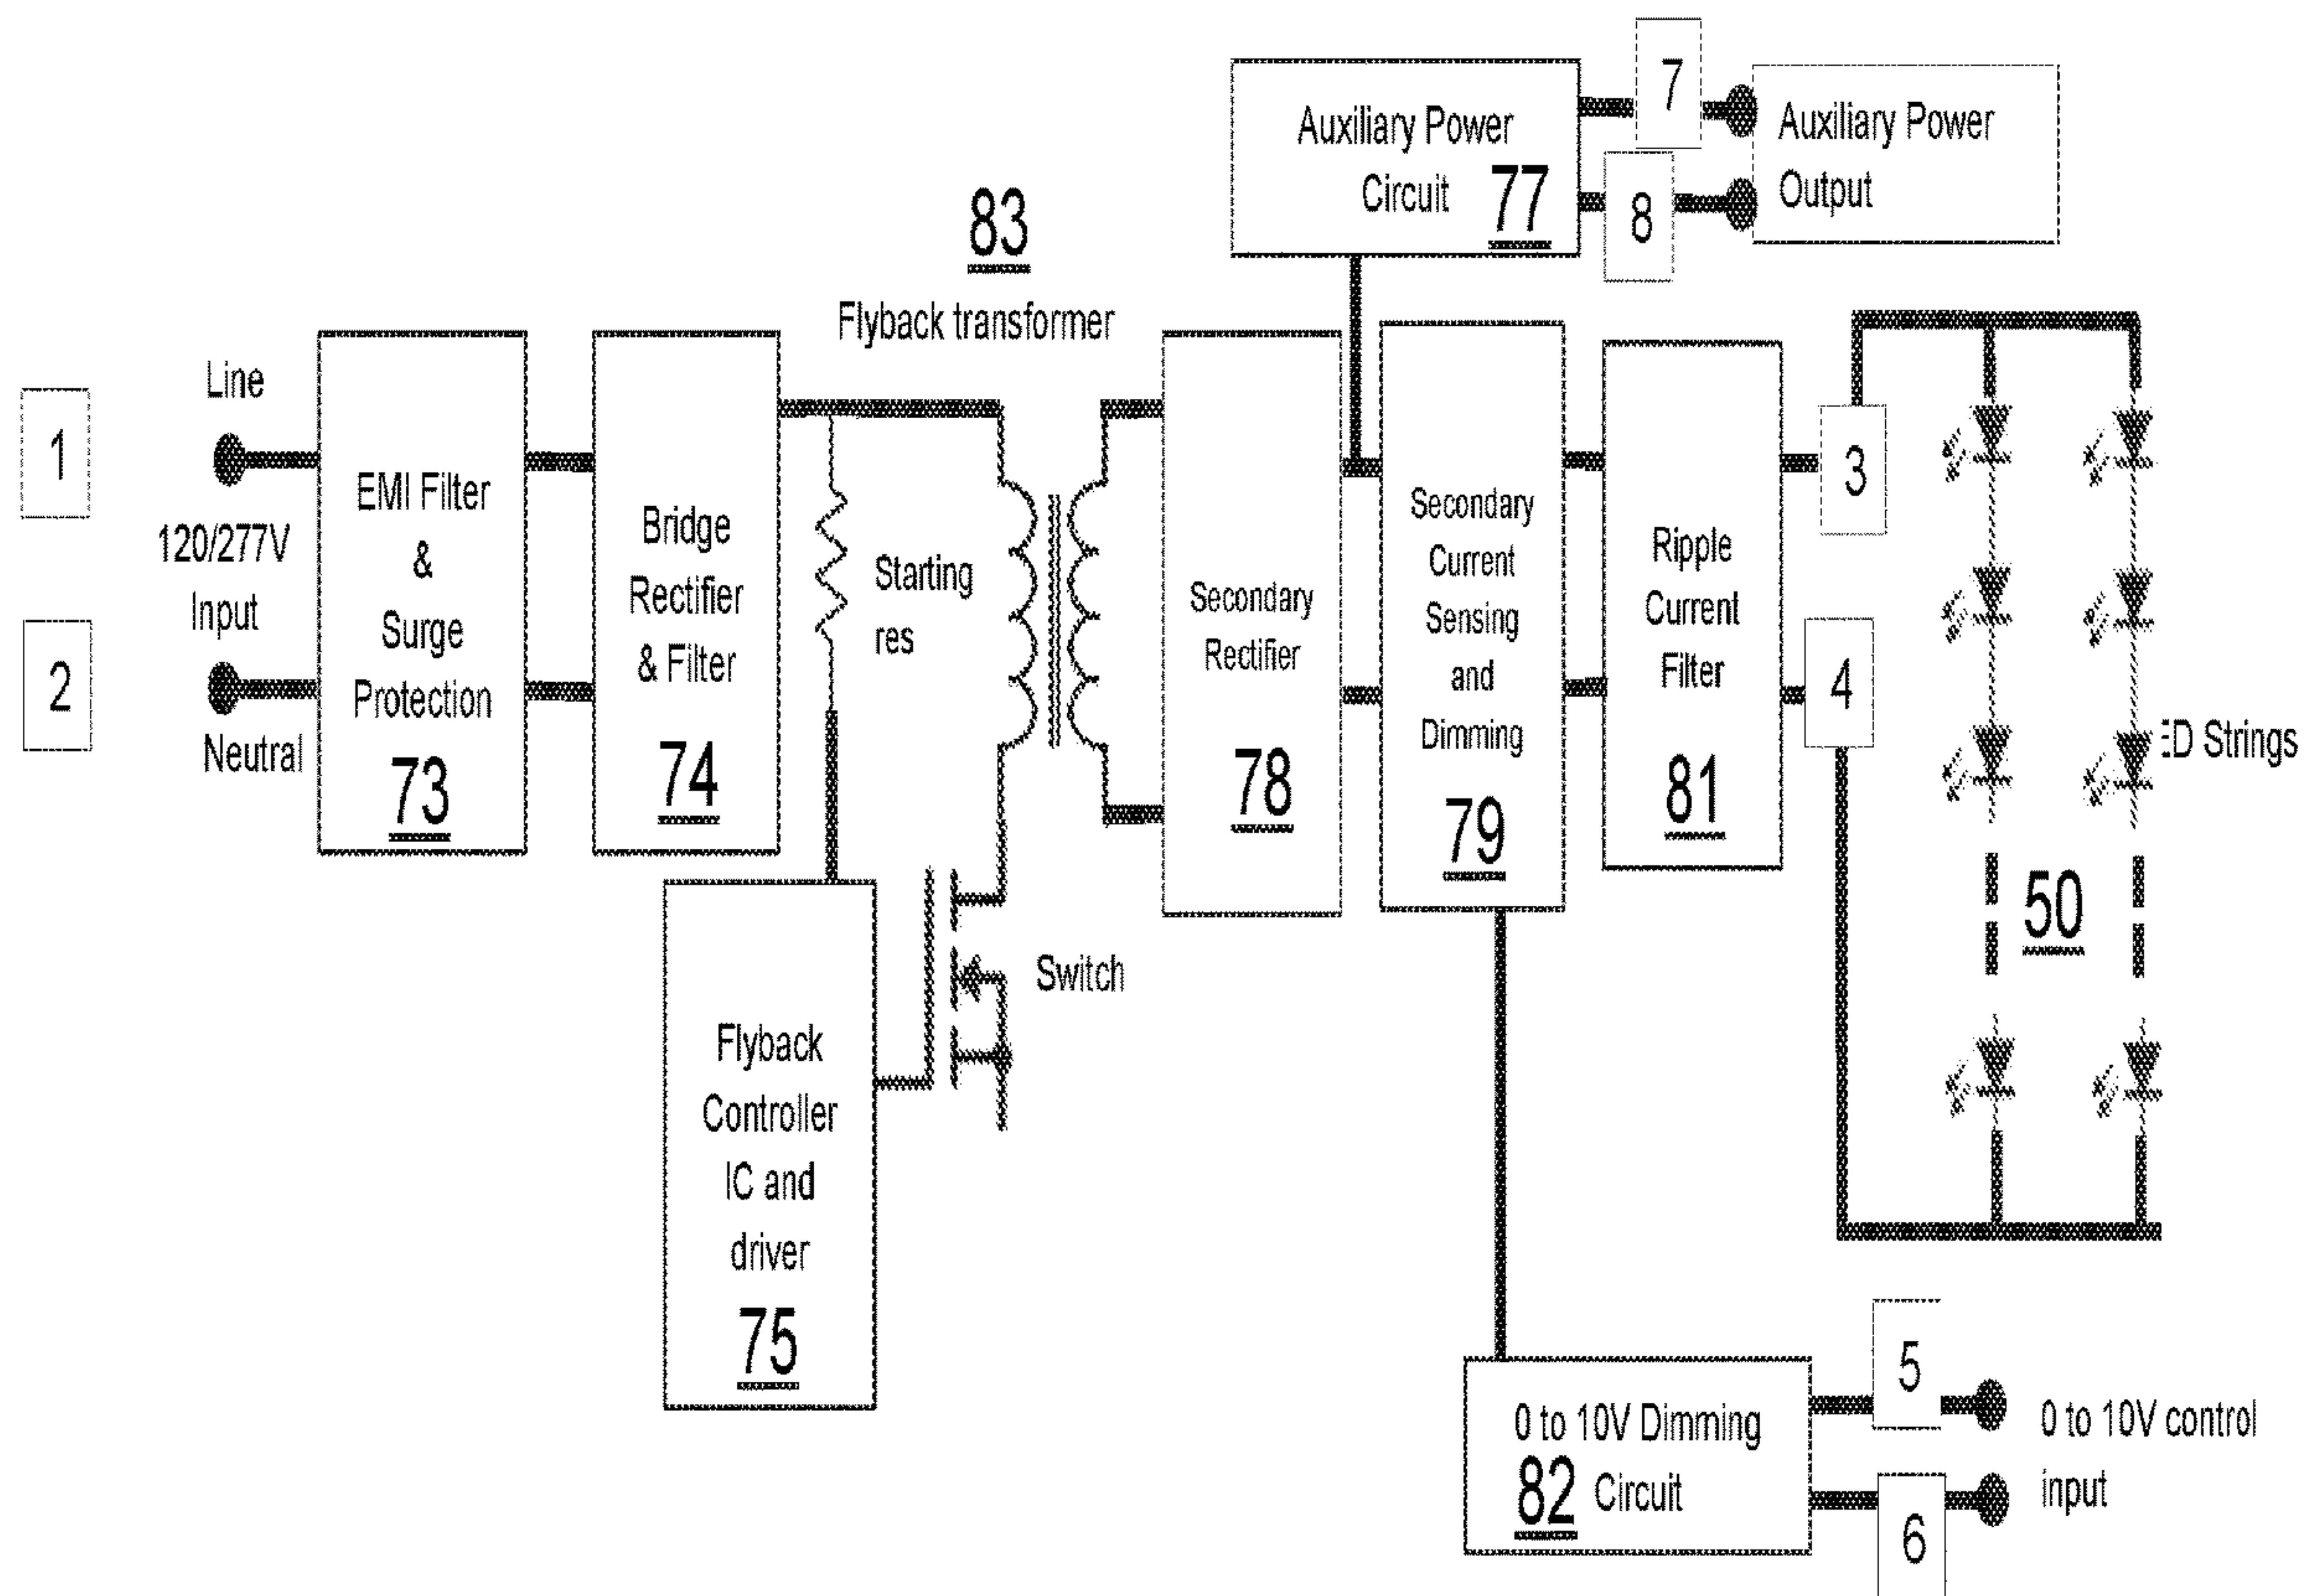 1
2
Line
120/277V
Input
Neutral
EMI Filter
&
Surge
Protection
73
Bridge
Rectifier
& Filter
74
83
Flyback transformer
Starting
res
Flyback
Controller
IC and
driver
75
Switch
Secondary
Rectifier
78
Auxiliary Power
Circuit
77
7
8
Auxiliary Power
Output
Secondary
Current
Sensing
and
Dimming
79
Ripple
Current
Filter
81
3
4
ED Strings
50
0 to 10V Dimming
82 Circuit
5
6
0 to 10V control
input